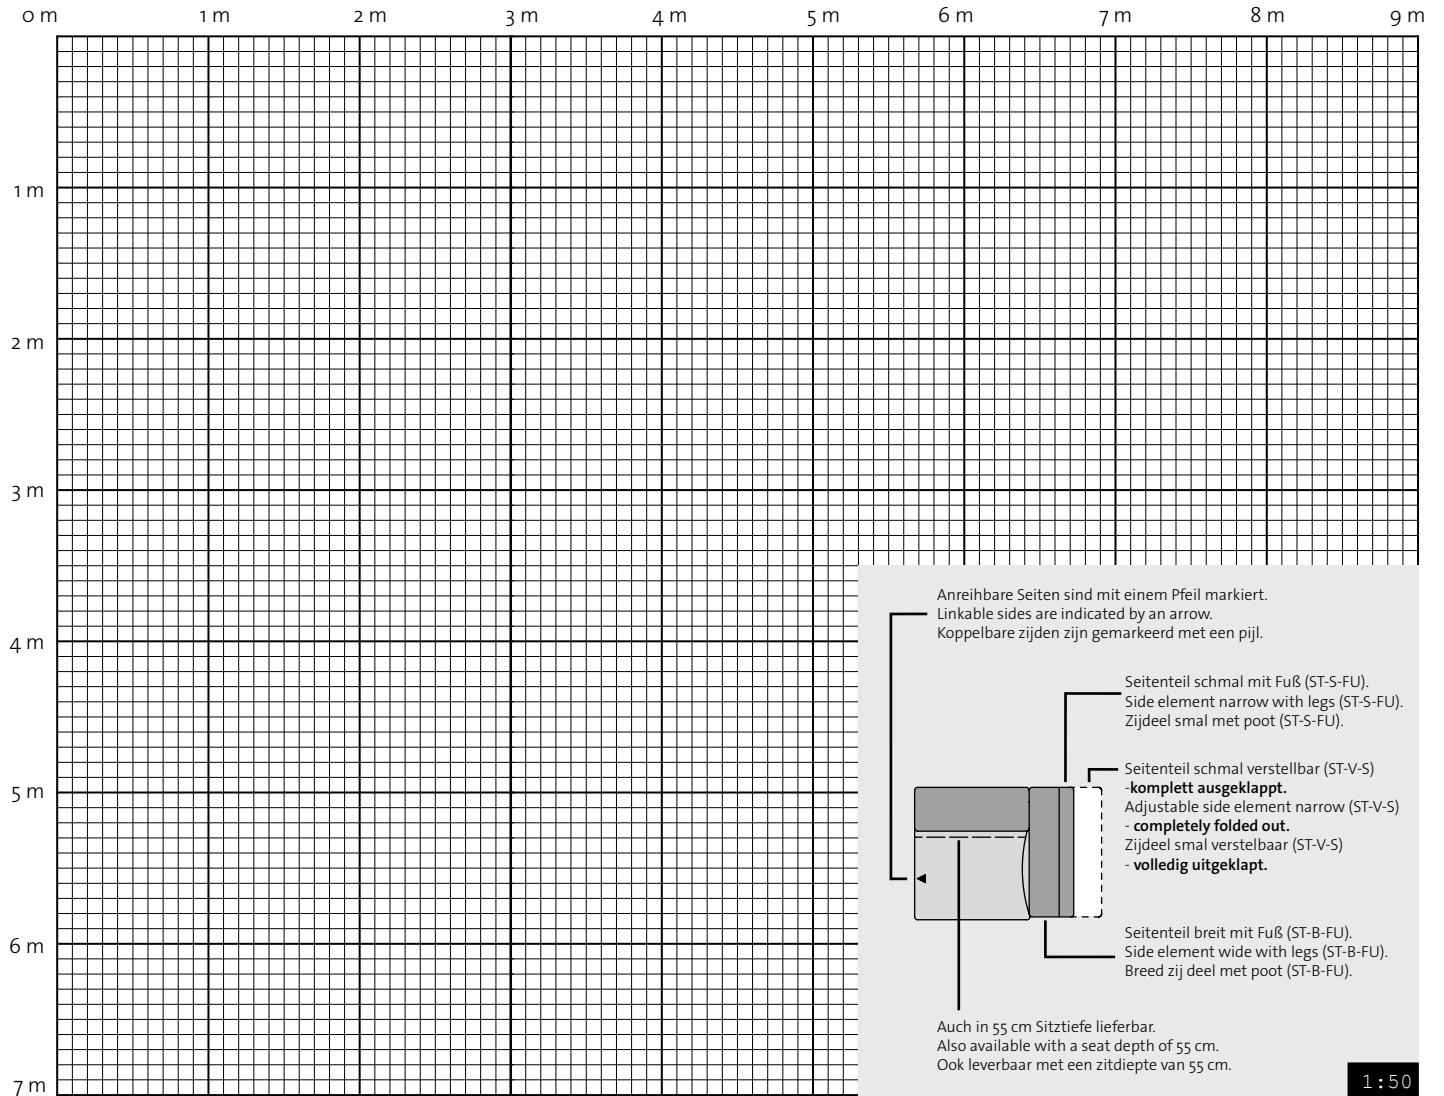 0 m 1 m 2 m 3 m 4 m 5 m 6 m 7 m 8 m 9 m
1 m
2 m
3 m
4 m
5 m
6 m
7 m
Anreihbare Seiten sind mit einem Pfeil markiert.
Linkable sides are indicated by an arrow.
Koppelbare zijden zijn gemarkeerd met een pijl.
Seitenteil schmal mit Fuß (ST-S-FU).
Side element narrow with legs (ST-S-FU).
Zijdeel smal met poot (ST-S-FU).
Seitenteil schmal verstellbar (ST-V-S)
-komplett ausgeklappt.
Adjustable side element narrow (ST-V-S)
- completely folded out.
Zijdeel smal verstelbaar (ST-V-S)
- volledig uitgeklapt.
Seitenteil breit mit Fuß (ST-B-FU).
Side element wide with legs (ST-B-FU).
Breed zij deel met poot (ST-B-FU).
Auch in 55 cm Sitztiefe lieferbar.
Also available with a seat depth of 55 cm.
Ook leverbaar met een zitdiepte van 55 cm.
1:50